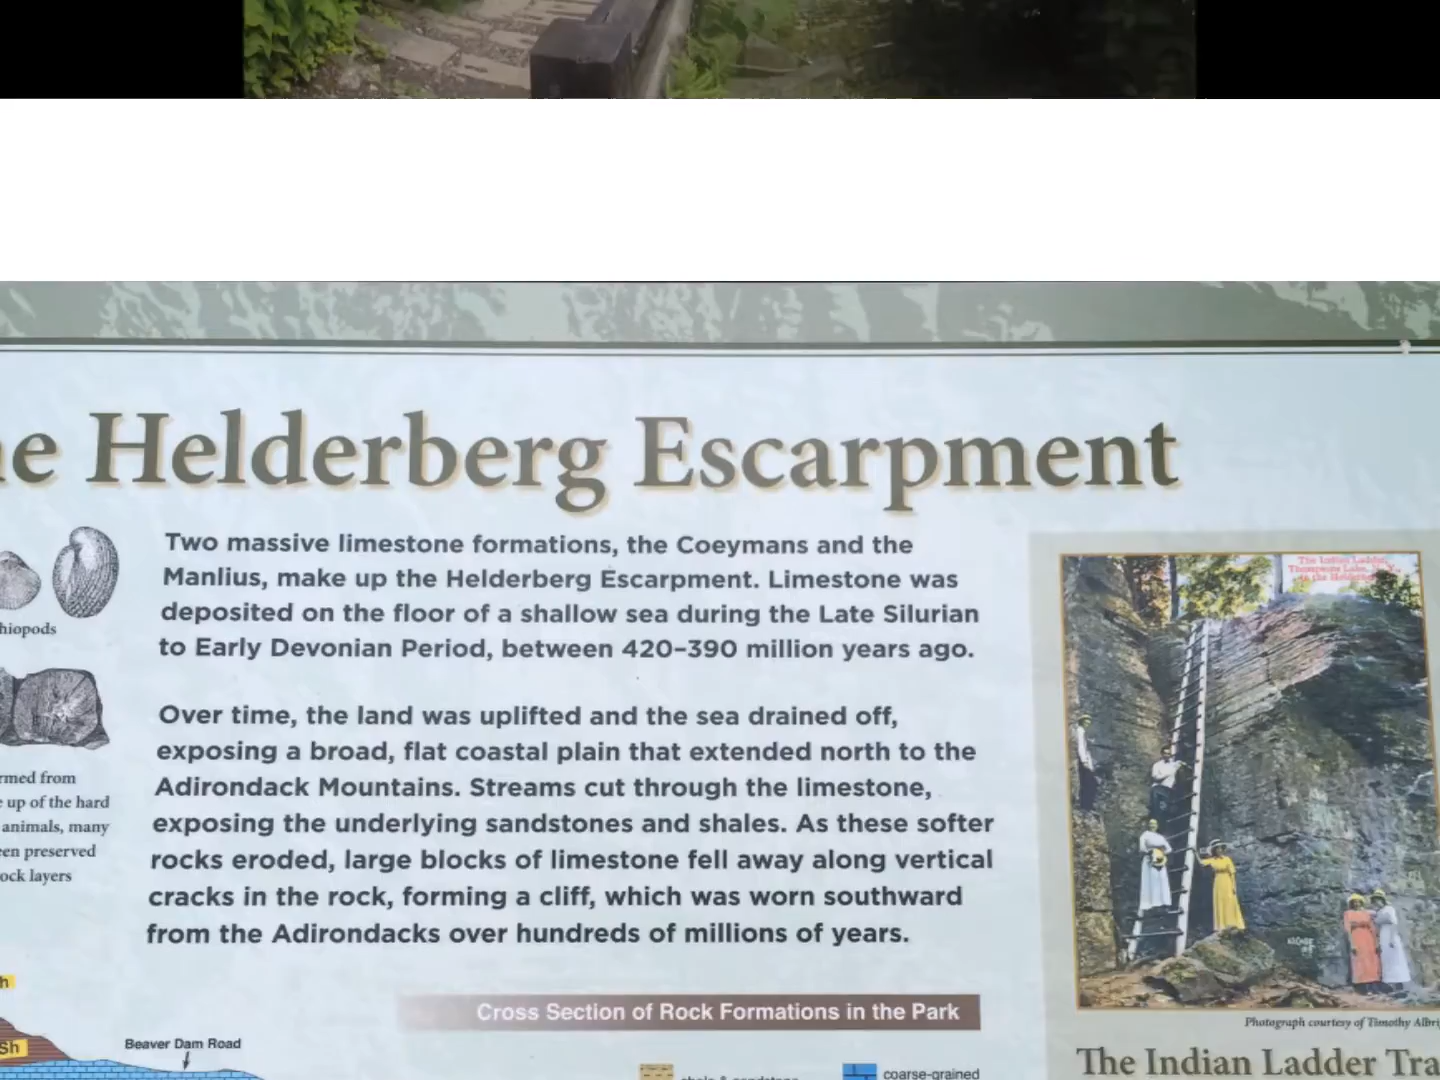 Helderberg Escarpment
hiopods
rmed from
up of the hard
animals, many
en preserved
ock layers
Two massive limestone formations, the Coeymans and the
Manlius, make up the Helderberg Escarpment. Limestone was
deposited on the floor of a shallow sea during the Late Silurian
to Early Devonian Period, between 420–390 million years ago.
Over time, the land was uplifted and the sea drained off,
exposing a broad, flat coastal plain that extended north to the
Adirondack Mountains. Streams cut through the limestone,
exposing the underlying sandstones and shales. As these softer
rocks eroded, large blocks of limestone fell away along vertical
cracks in the rock, forming a cliff, which was worn southward
from the Adirondacks over hundreds of millions of years.
Cross Section of Rock Formations in the Park
h
Sh
Beaver Dam Road
coarse-grained
The Indian Ladder,
Photograph courtesy of Timothy Albri
The Indian Ladder Tra